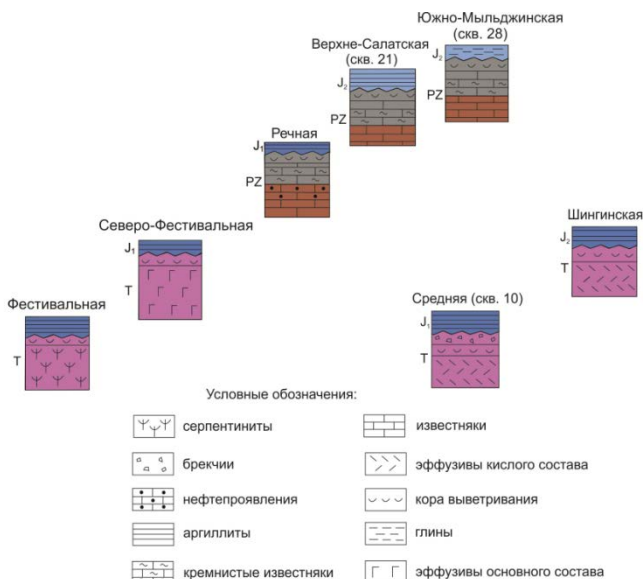 Южно-Мыльджинская
(скв. 28)
Верхне-Салатская
(скв. 21)
J₂
J₂
PZ
PZ
Речная
J₁
PZ
Северо-Фестивальная
Шингинская
J₁
J₂
T
T
Фестивальная
Средняя (скв. 10)
J₁
T
T
Условные обозначения:
серпентиниты
известняки
брекчии
эффузивы кислого состава
нефтепроявления
кора выветривания
аргиллиты
глины
кремнистые известняки
эффузивы основного состава